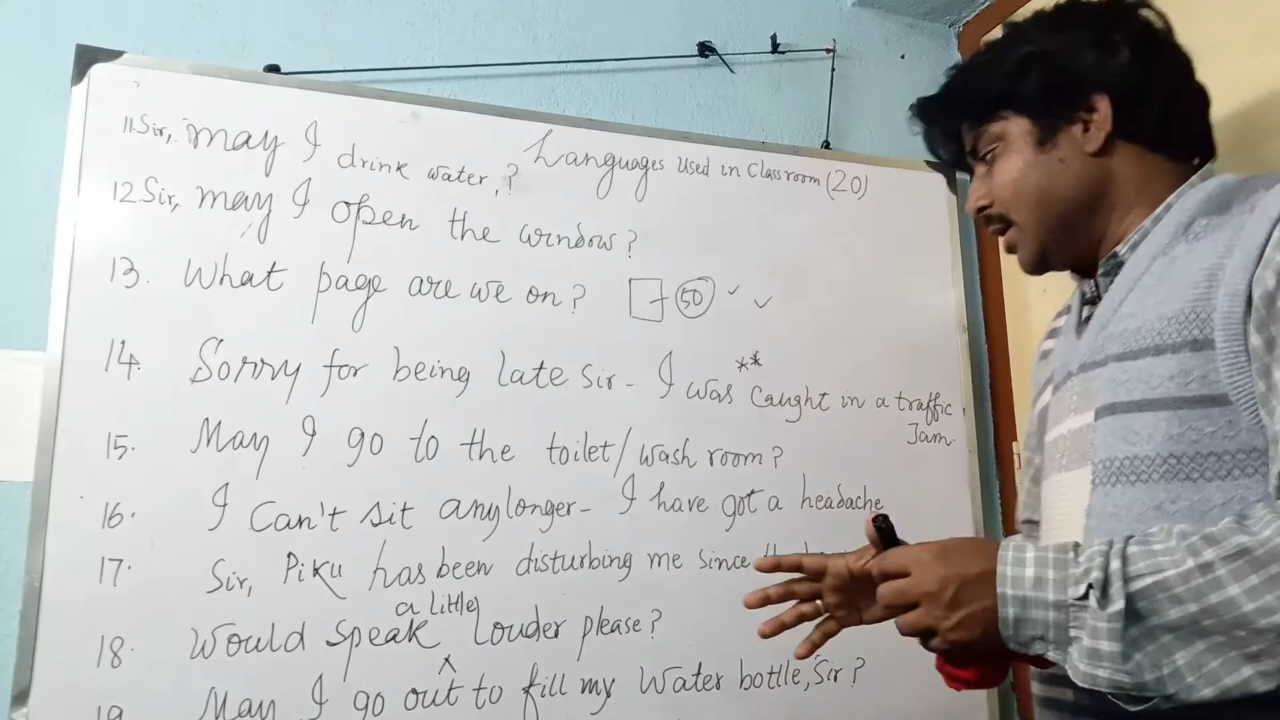 Languages Used in Classroom (20)
11. Sir, may I drink water,?
12. Sir, may I open the window?
13. What page are we on? 50
14. Sorry for being late Sir - I was ** caught in a traffic
Jam.
15. May I go to the toilet/wash room?
16. I Can't sit anylonger - I have got a headache
17. Sir, Piku has been disturbing me since
a little
18. Would speak ^ louder please?
19 May I go out to fill my Water bottle, Sir?